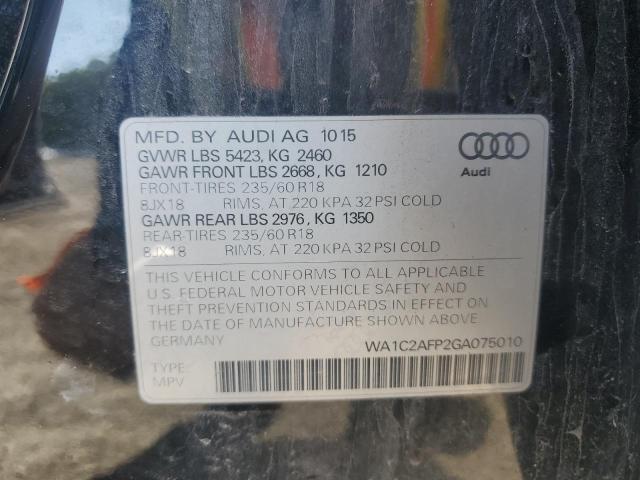 MFD. BY AUDI AG 10 15
GVWR LBS 5423, KG 2460
GAWR FRONT LBS 2668, KG 1210
FRONT-TIRES 235/60 R18
8JX18 RIMS, AT 220 KPA 32 PSI COLD
GAWR REAR LBS 2976, KG 1350
REAR-TIRES 235/60 R18
8JX18 RIMS, AT 220 KPA 32 PSI COLD
Audi
THIS VEHICLE CONFORMS TO ALL APPLICABLE
U.S. FEDERAL MOTOR VEHICLE SAFETY AND
THEFT PREVENTION STANDARDS IN EFFECT ON
THE DATE OF MANUFACTURE SHOWN ABOVE.
GERMANY
WA1C2AFP2GA075010
TYPE:
MPV